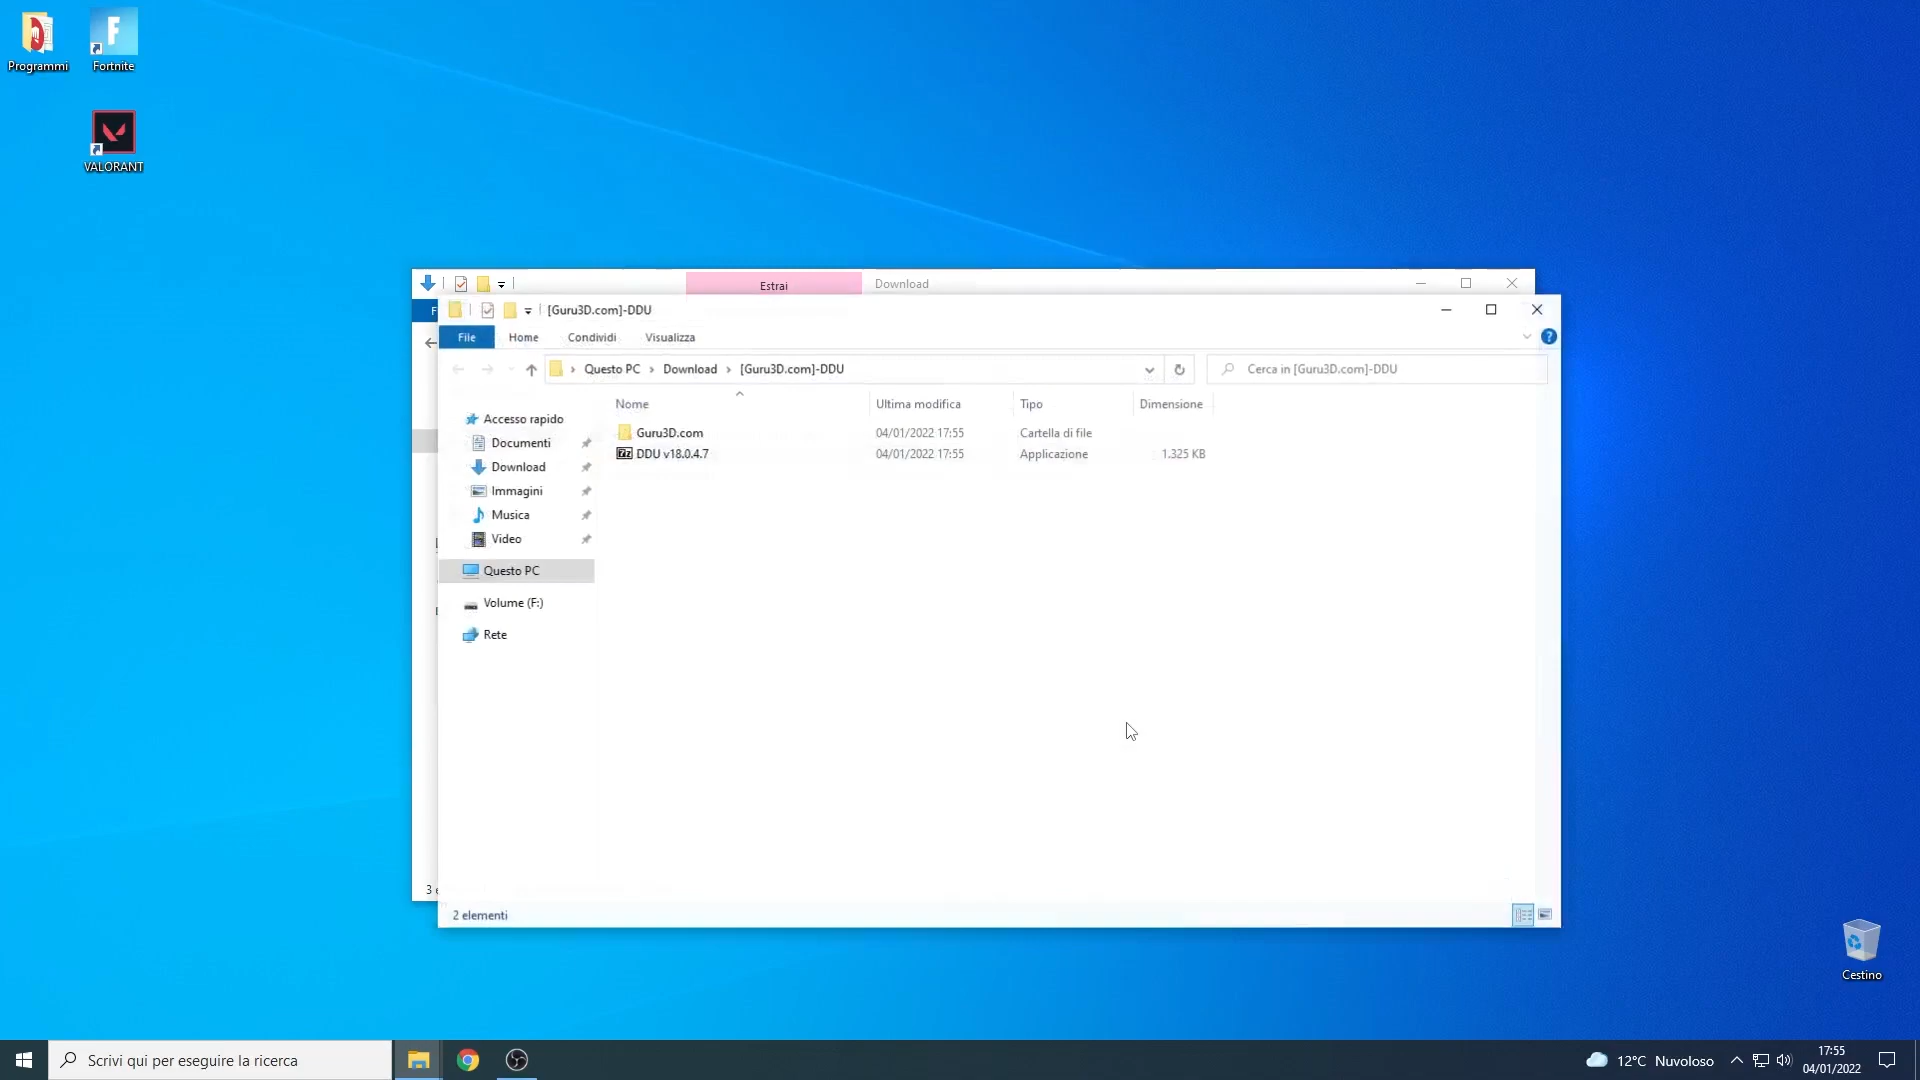 Programmi
Fortnite
VALORANT
Estrai
Download
[Guru3D.com]-DDU
File
Home
Condividi
Visualizza
Questo PC › Download › [Guru3D.com]-DDU
Cerca in [Guru3D.com]-DDU
Nome
Ultima modifica
Tipo
Dimensione
Guru3D.com
04/01/2022 17:55
Cartella di file
DDU v18.0.4.7
04/01/2022 17:55
Applicazione
1.325 KB
Accesso rapido
Documenti
Download
Immagini
Musica
Video
Questo PC
Volume (F:)
Rete
2 elementi
Cestino
Scrivi qui per eseguire la ricerca
12°C Nuvoloso
17:55
04/01/2022